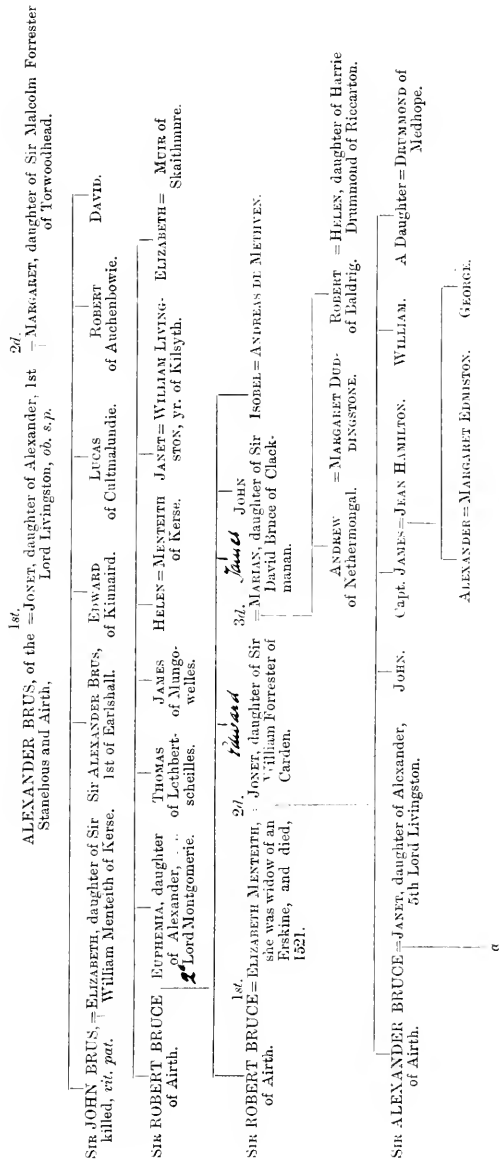 ALEXANDER BRUS, of the
Stanehous and Airth,
1st.
=JONET, daughter of Alexander, 1st
Lord Livingston, ob. s.p.
2d.
=MARGARET, daughter of Sir Malcolm Forrester
of Torwoodhead.
SIR JOHN BRUS,
killed, vit. pat.
=ELIZABETH, daughter of Sir
William Menteith of Kerse.
Sir ALEXANDER BRUS,
1st of Earlshall.
EDWARD
of Kinnaird.
LUCAS
of Cultmalundie.
ROBERT
of Auchenbowie.
DAVID.
SIR ROBERT BRUCE
of Airth.
EUPHEMIA, daughter
of Alexander,
2d Lord Montgomerie.
THOMAS
of Lethbert-
scheilles.
JAMES
of Mungo-
welles.
HELEN=MENTEITH
of Kerse.
JANET=WILLIAM LIVING-
STON, yr. of Kilsyth.
ELIZABETH=
MUIR of
Skaithmure.
SIR ROBERT BRUCE
of Airth.
1st.
=ELIZABETH MENTEITH,
she was widow of an
Erskine, and died,
1521.
Edward
2d.
JONET, daughter of Sir
William Forrester of
Carden.
3d.
=MARIAN, daughter of Sir
David Bruce of Clack-
manan.
James
JOHN
ISOBEL=ANDREAS DE METHVEN.
ANDREW
of Nethermongal.
=MARGARET DUD-
DINGSTONE.
ROBERT
of Baldrig.
=HELEN, daughter of Harrie
Drummond of Riccarton.
SIR ALEXANDER BRUCE
of Airth.
=JANET, daughter of Alexander,
5th Lord Livingston.
JOHN.
Capt. JAMES=JEAN HAMILTON.
WILLIAM.
A Daughter=DRUMMOND of
Medhope.
ALEXANDER=MARGARET EDMISTON.
GEORGE.
a